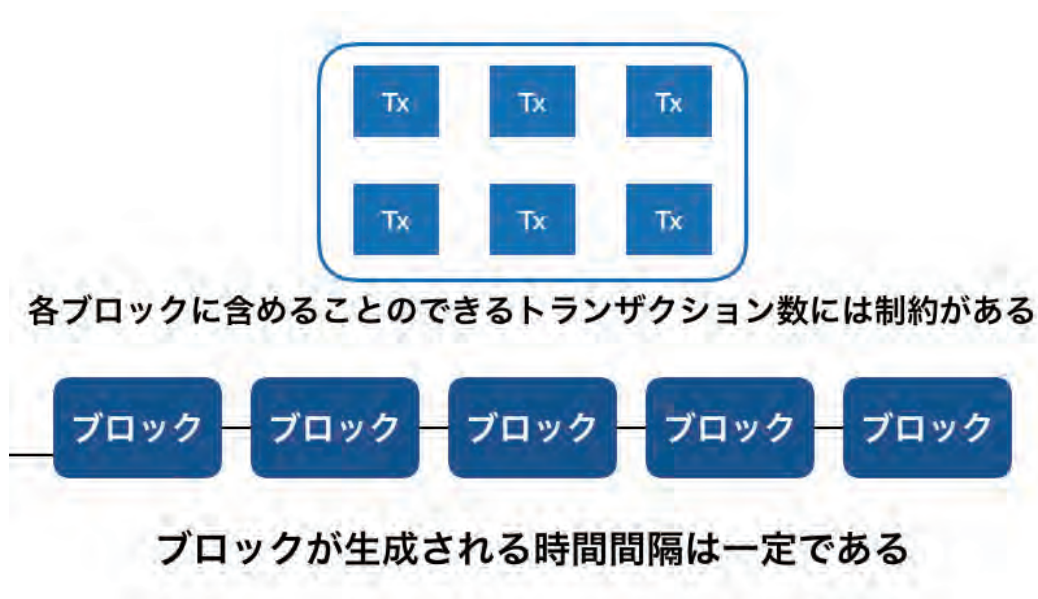 Tx Tx Tx
Tx Tx Tx
各ブロックに含めることのできるトランザクション数には制約がある
ブロック ブロック ブロック ブロック ブロック
ブロックが生成される時間間隔は一定である